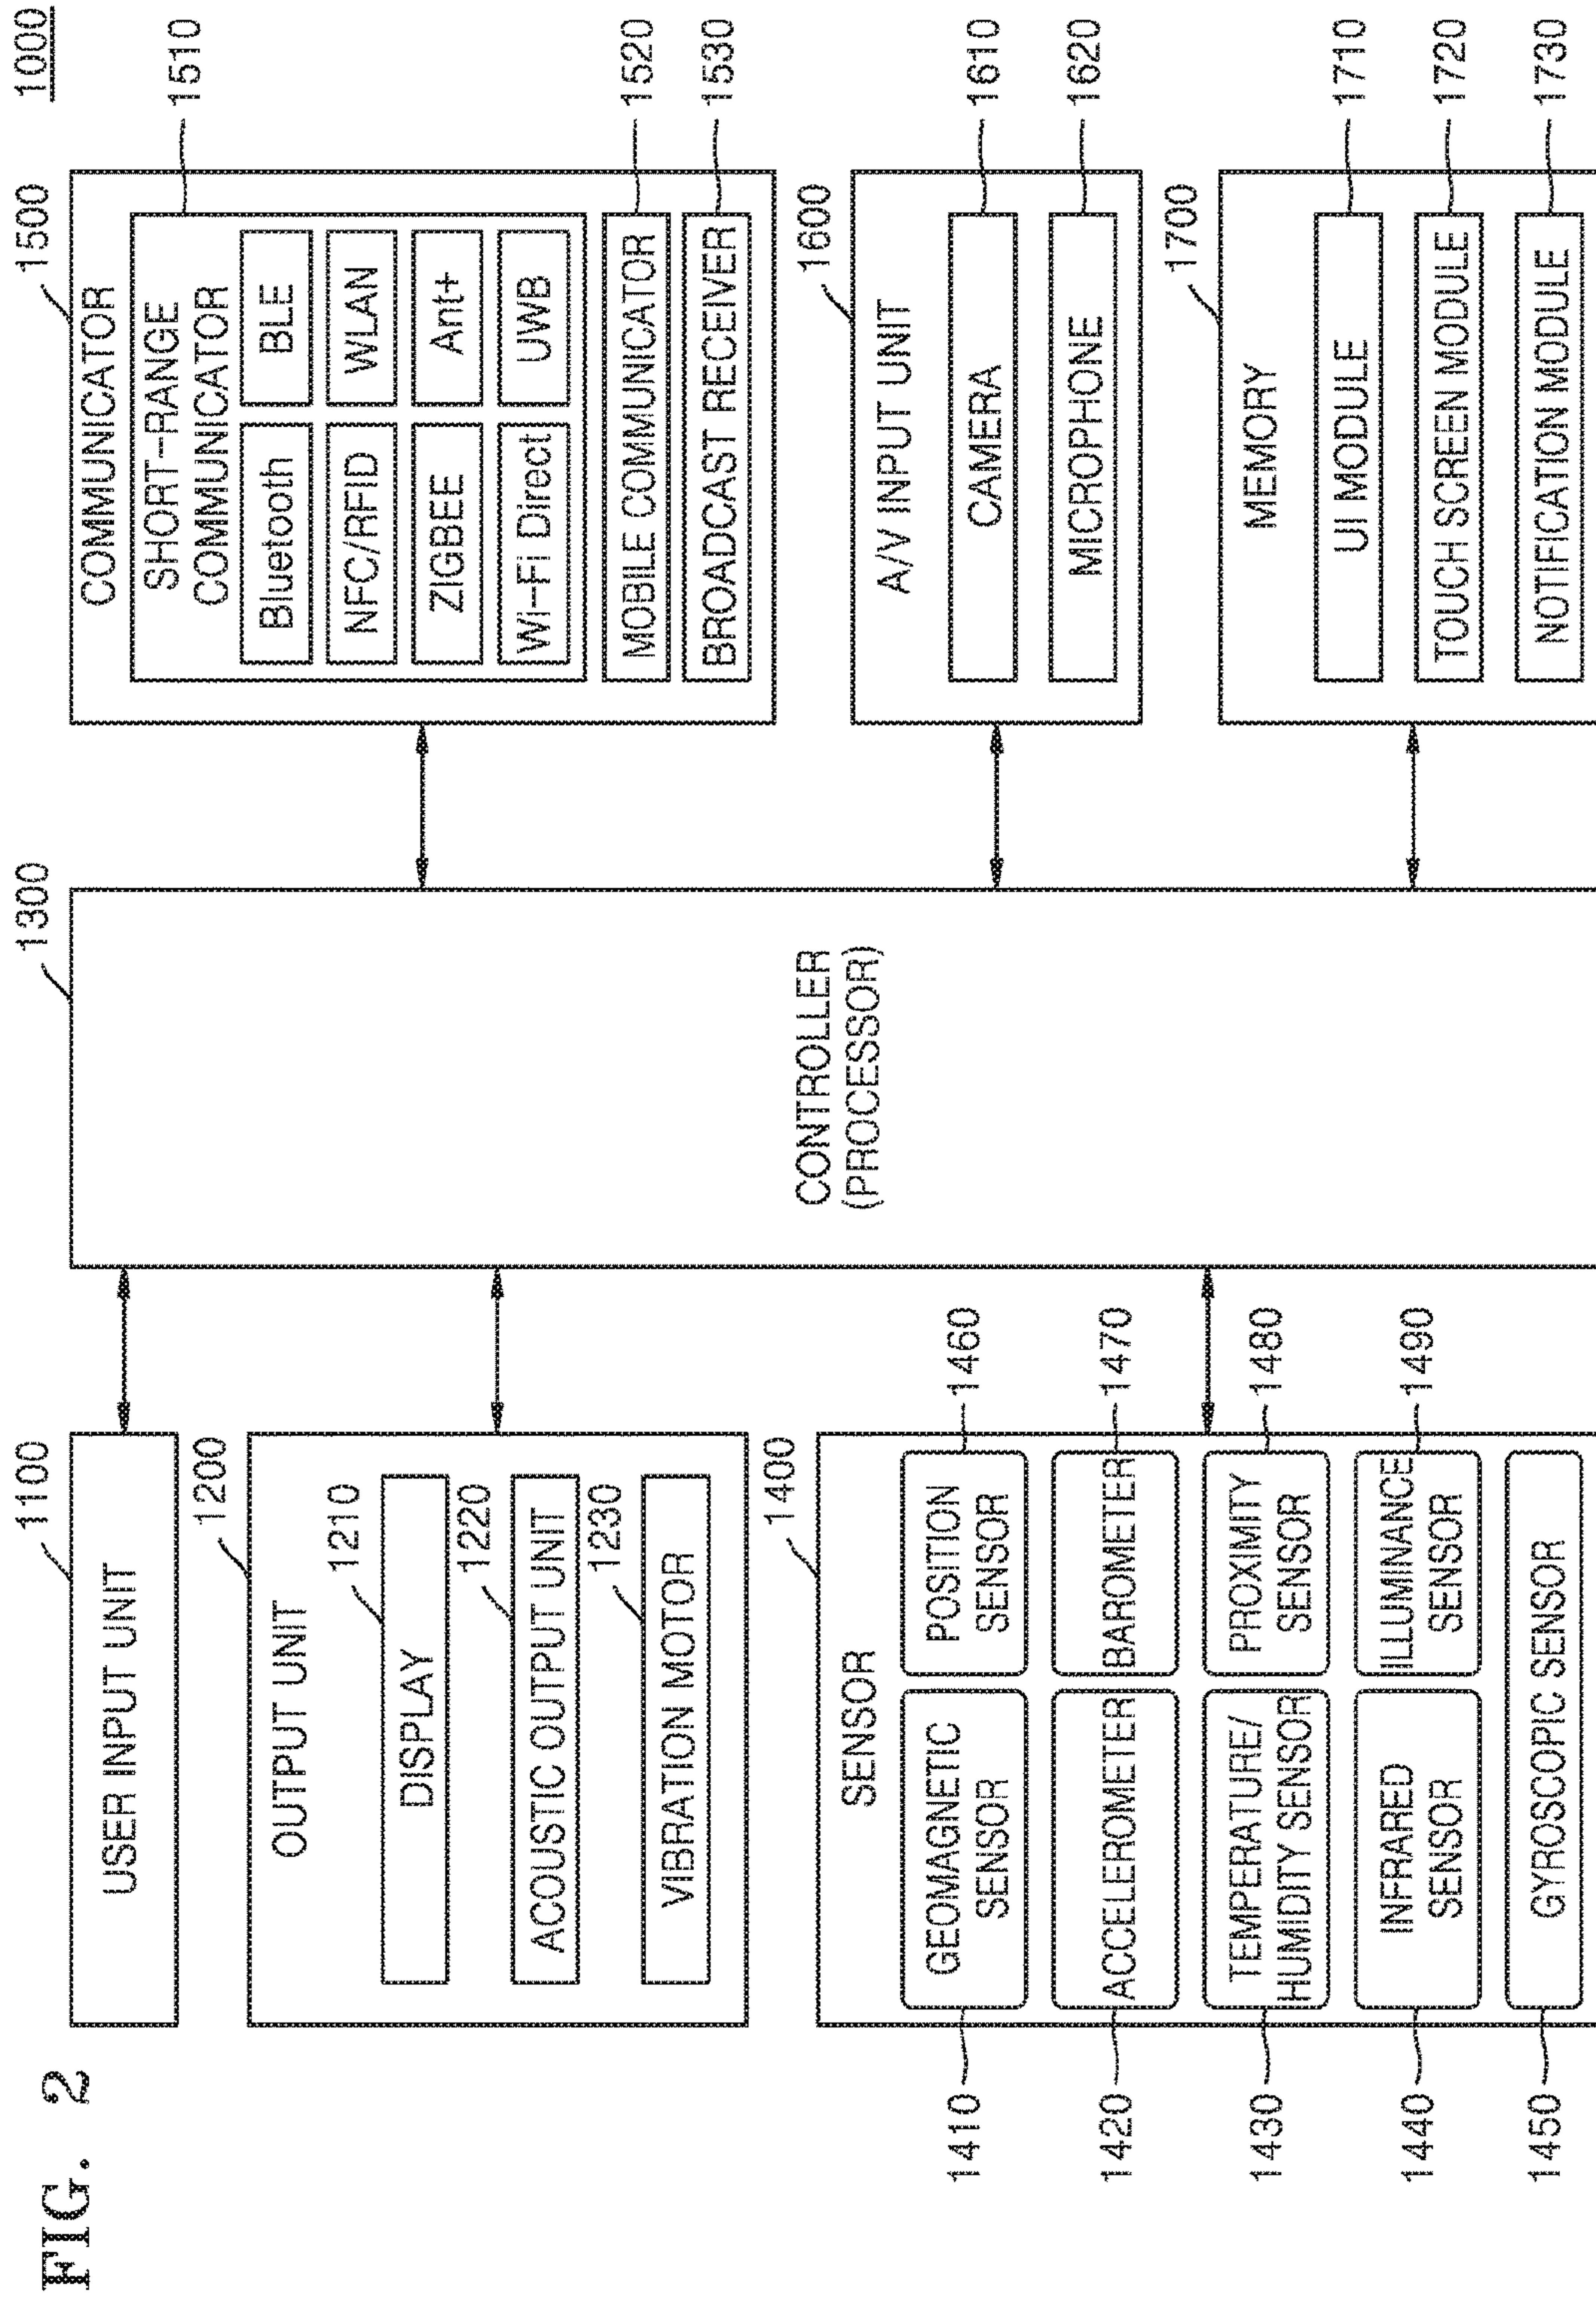 FIG. 2
1000
1100
USER INPUT UNIT
1200
OUTPUT UNIT
1210
DISPLAY
1220
ACOUSTIC OUTPUT UNIT
1230
VIBRATION MOTOR
1400
SENSOR
1410
GEOMAGNETIC
SENSOR
POSITION
SENSOR
1460
1420
ACCELEROMETER
BAROMETER
1470
1430
TEMPERATURE/
HUMIDITY SENSOR
PROXIMITY
SENSOR
1480
1440
INFRARED
SENSOR
ILLUMINANCE
SENSOR
1490
1450
GYROSCOPIC SENSOR
1300
CONTROLLER
(PROCESSOR)
1500
COMMUNICATOR
SHORT-RANGE
COMMUNICATOR
1510
Bluetooth
BLE
NFC/RFID
WLAN
ZIGBEE
Ant+
Wi-Fi Direct
UWB
MOBILE COMMUNICATOR
1520
BROADCAST RECEIVER
1530
1600
A/V INPUT UNIT
CAMERA
1610
MICROPHONE
1620
1700
MEMORY
UI MODULE
1710
TOUCH SCREEN MODULE
1720
NOTIFICATION MODULE
1730